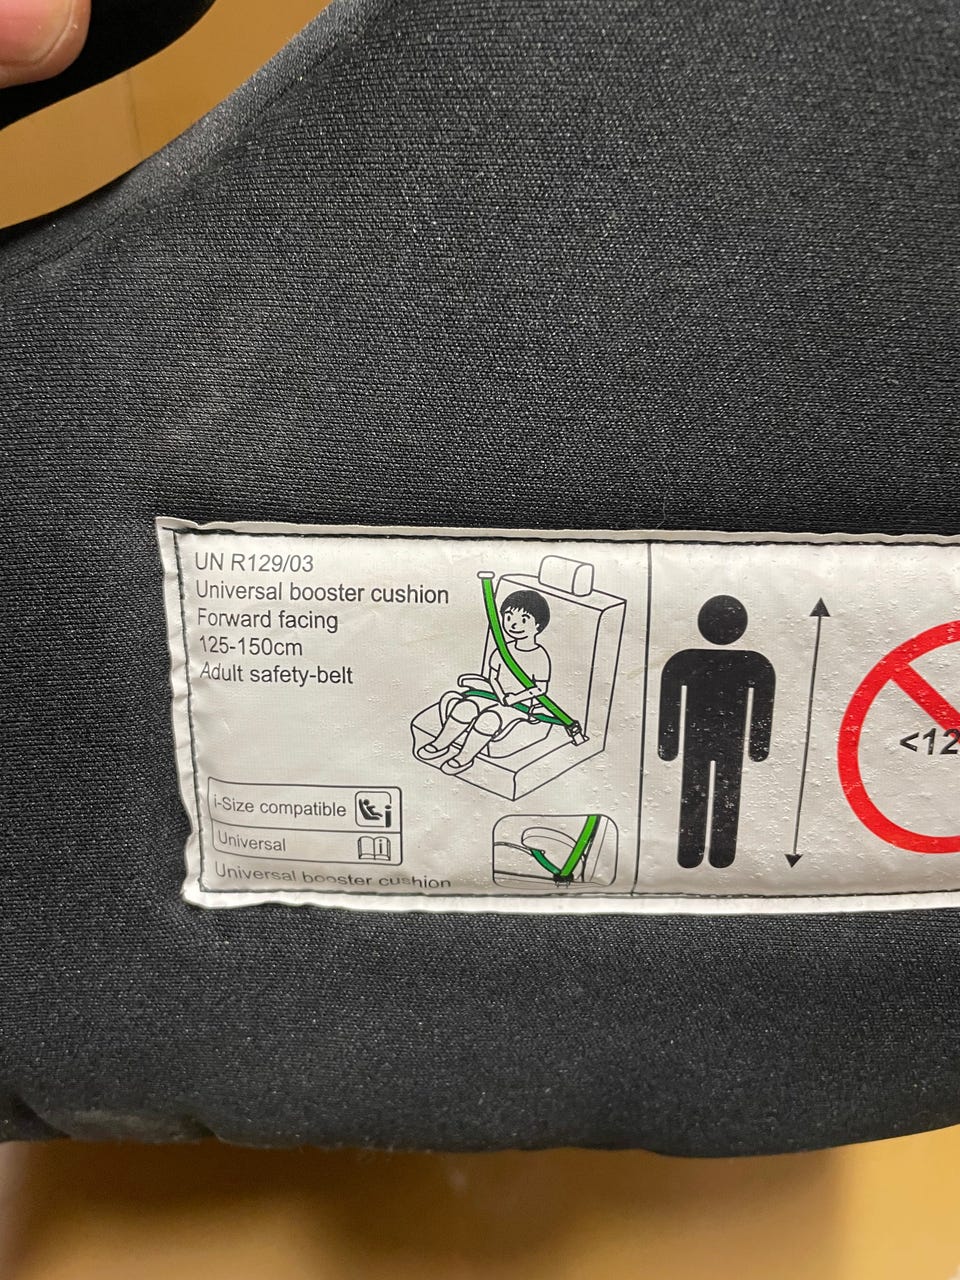 UN R129/03
Universal booster cushion
Forward facing
125-150cm
Adult safety-belt
i-Size compatible
Universal
Universal booster cushion
<12